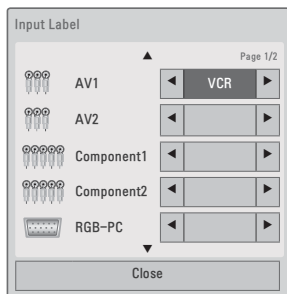 Input Label
Page 1/2
AV1 VCR
AV2
Component1
Component2
RGB-PC
Close